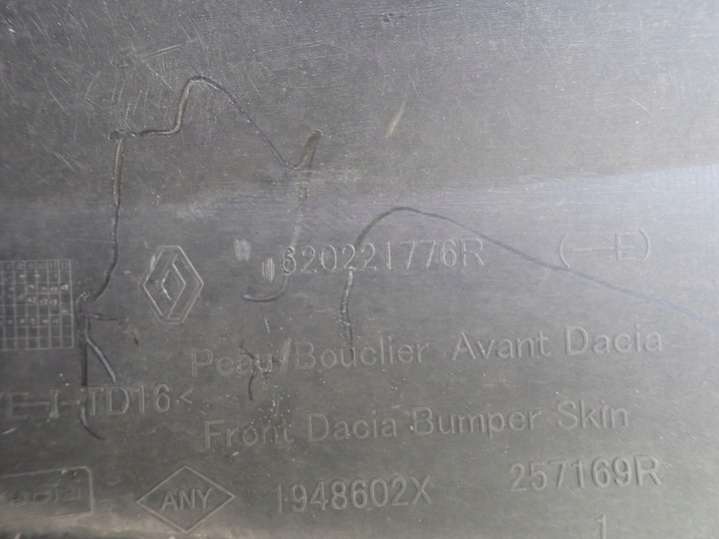 620221776R (—E)
Peau/Bouclier Avant Dacia
TD16<
Front Dacia Bumper Skin
257169R
ANY 1948602X
1